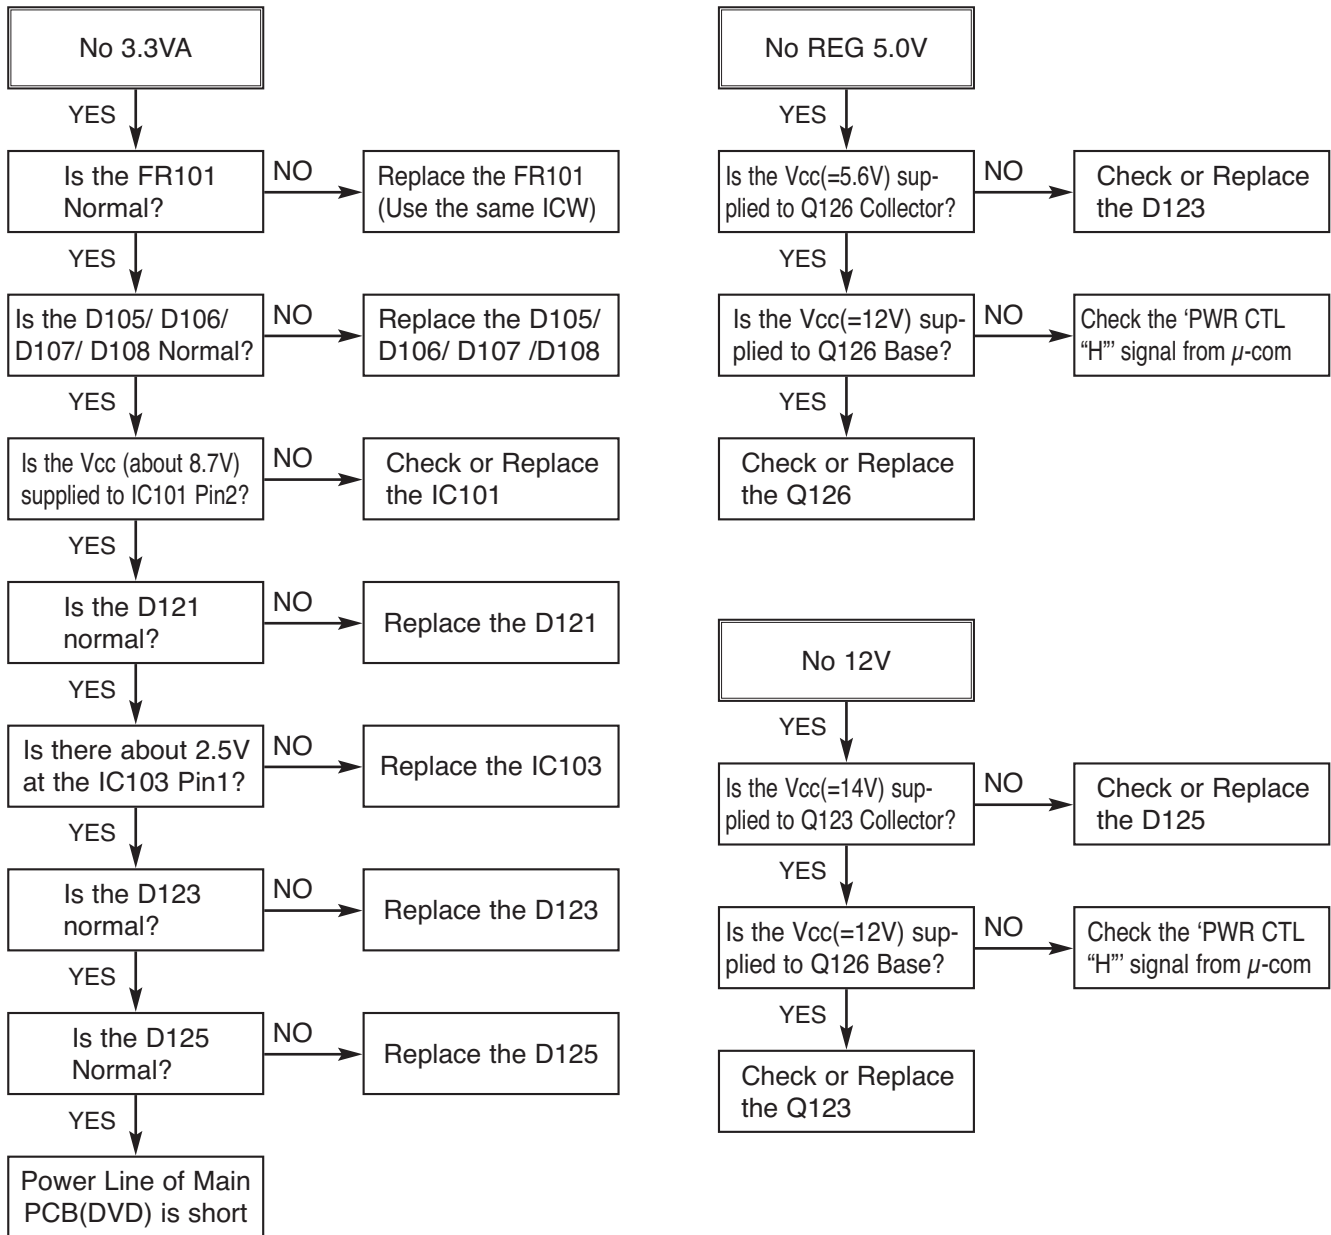 No 3.3VA
YES
Is the FR101
Normal?
NO
Replace the FR101
(Use the same ICW)
YES
Is the D105/ D106/
D107/ D108 Normal?
NO
Replace the D105/
D106/ D107 /D108
YES
Is the Vcc (about 8.7V)
supplied to IC101 Pin2?
NO
Check or Replace
the IC101
YES
Is the D121
normal?
NO
Replace the D121
YES
Is there about 2.5V
at the IC103 Pin1?
NO
Replace the IC103
YES
Is the D123
normal?
NO
Replace the D123
YES
Is the D125
Normal?
NO
Replace the D125
YES
Power Line of Main
PCB(DVD) is short
No REG 5.0V
YES
Is the Vcc(=5.6V) sup-
plied to Q126 Collector?
NO
Check or Replace
the D123
YES
Is the Vcc(=12V) sup-
plied to Q126 Base?
NO
Check the ‘PWR CTL
“H”’ signal from µ-com
YES
Check or Replace
the Q126
No 12V
YES
Is the Vcc(=14V) sup-
plied to Q123 Collector?
NO
Check or Replace
the D125
YES
Is the Vcc(=12V) sup-
plied to Q126 Base?
NO
Check the ‘PWR CTL
“H”’ signal from µ-com
YES
Check or Replace
the Q123